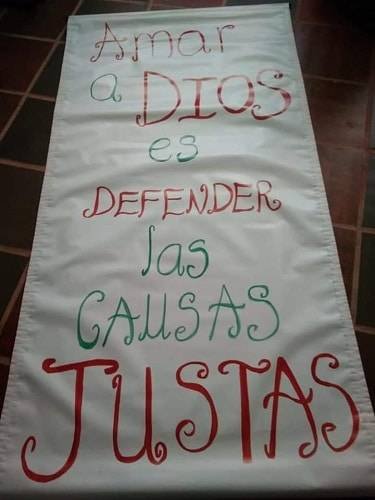 Amar
a DIOS
es
DEFENDER
las
CAUSAS
JUSTAS